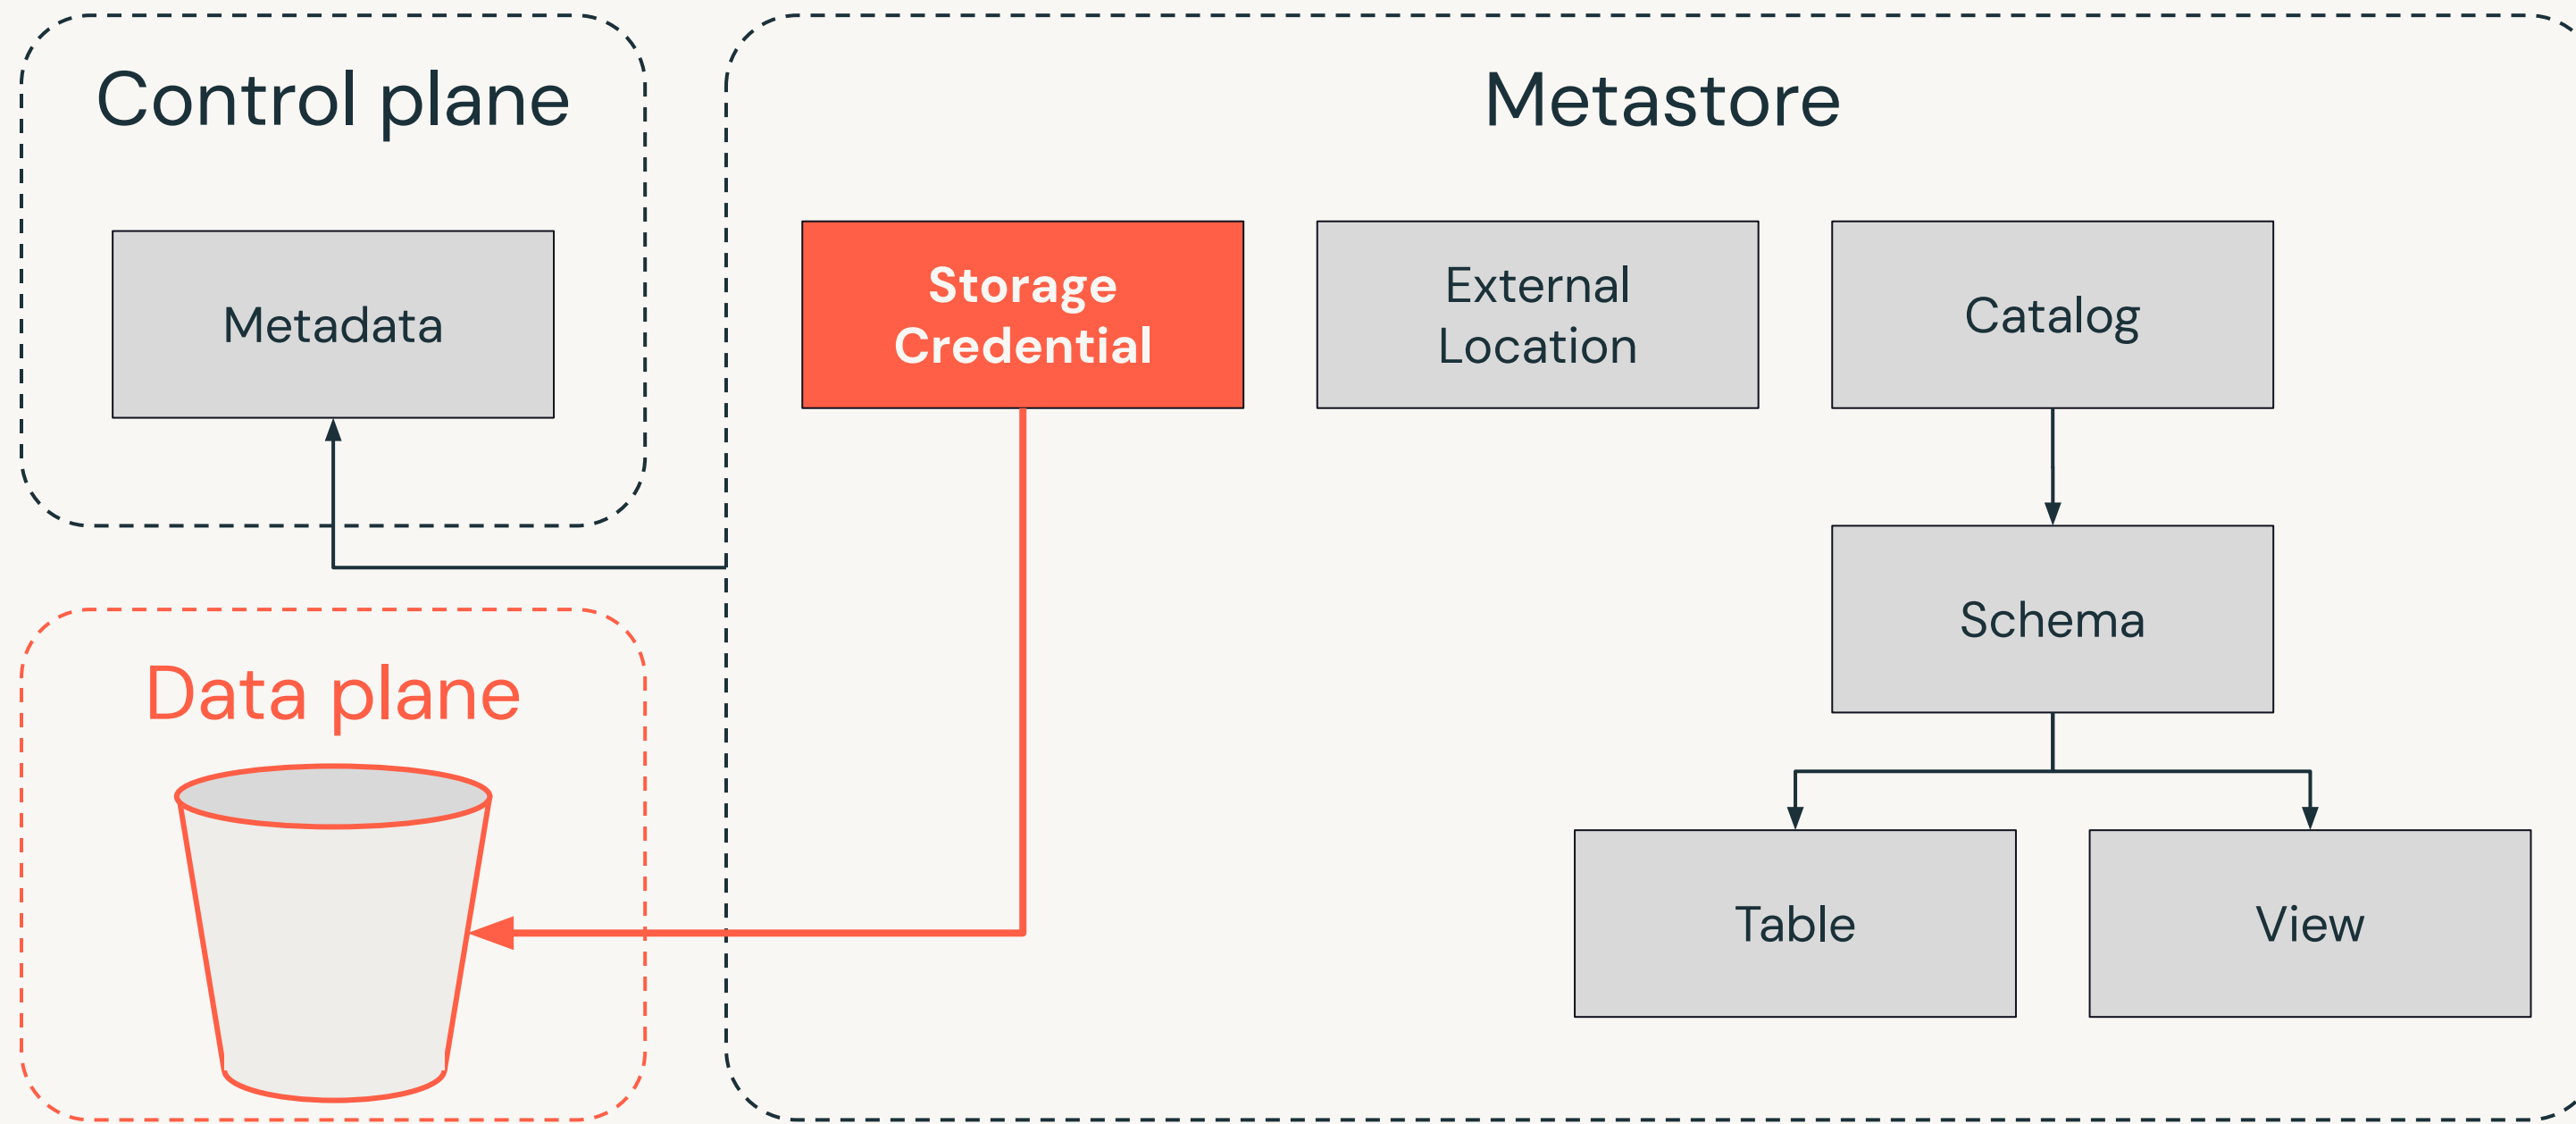 Control plane
Metadata
Data plane
Metastore
Storage
Credential
External
Location
Catalog
Schema
Table
View